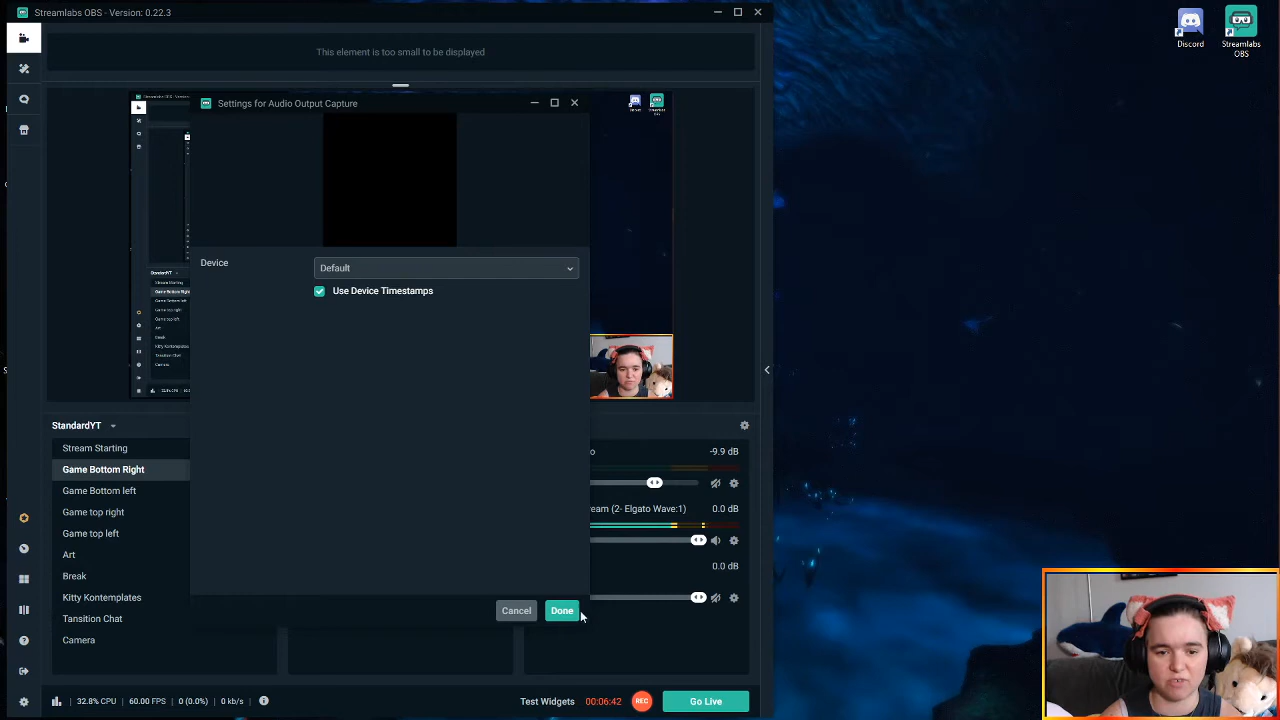 Streamlabs OBS - Version: 0.22.3
This element is too small to be displayed
Discord
Streamlabs
OBS
Settings for Audio Output Capture
Device
Default
Use Device Timestamps
StandardYT
Stream Starting
Game Bottom Right
Game Bottom left
Game top right
Game top left
Art
Break
Kitty Kontemplates
Tansition Chat
Camera
o
-9.9 dB
eam (2- Elgato Wave:1)
0.0 dB
0.0 dB
Cancel
Done
32.8% CPU
60.00 FPS
0 (0.0%)
0 kb/s
Test Widgets
00:06:42
REC
Go Live